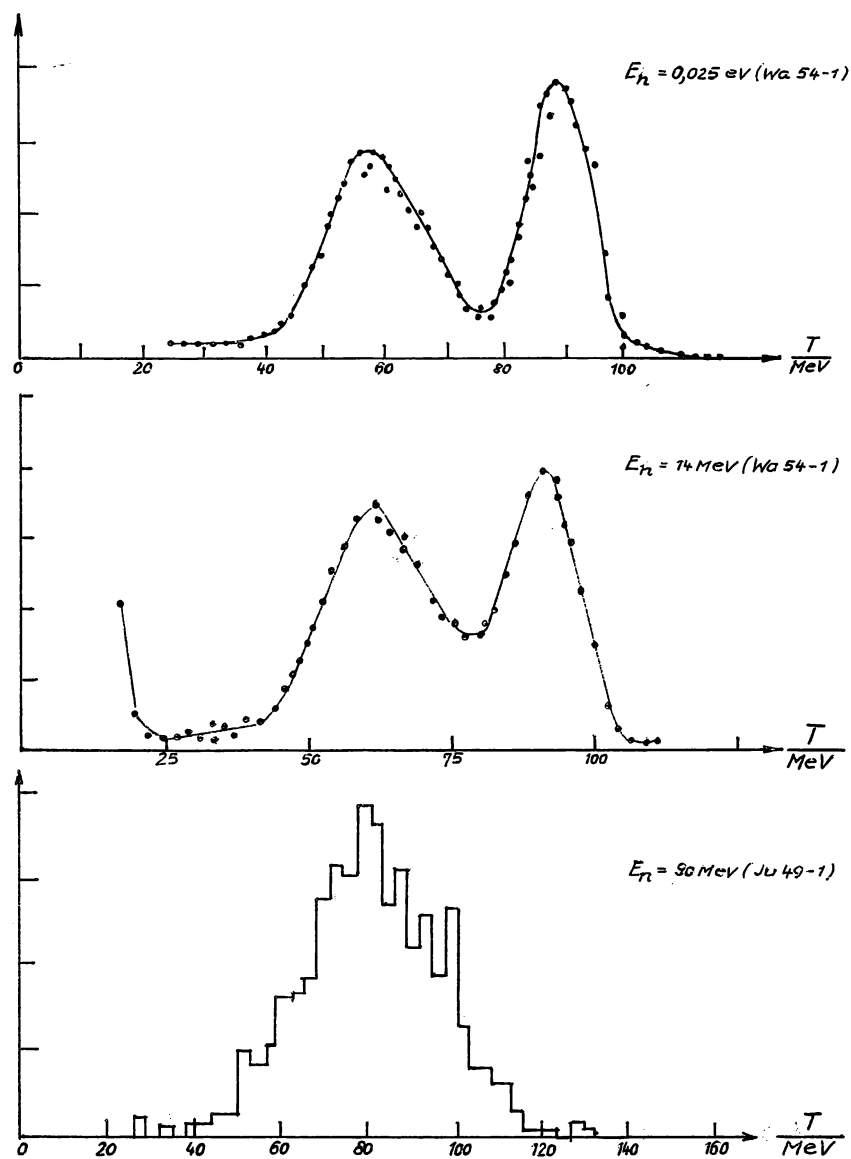 E_n = 0,025 eV (Wa 54-1)
T
MeV
0 20 40 60 80 100
E_n = 14 MeV (Wa 54-1)
T
MeV
25 50 75 100
E_n = 90 MeV (Ju 49-1)
T
MeV
0 20 40 60 80 100 120 140 160